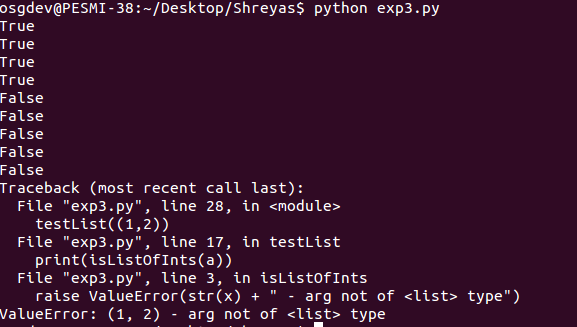 osgdev@PESMI-38:~/Desktop/Shreyas$ python exp3.py
True
True
True
True
False
False
False
False
False
Traceback (most recent call last):
  File "exp3.py", line 28, in <module>
    testList((1,2))
  File "exp3.py", line 17, in testList
    print(isListOfInts(a))
  File "exp3.py", line 3, in isListOfInts
    raise ValueError(str(x) + " - arg not of <list> type")
ValueError: (1, 2) - arg not of <list> type